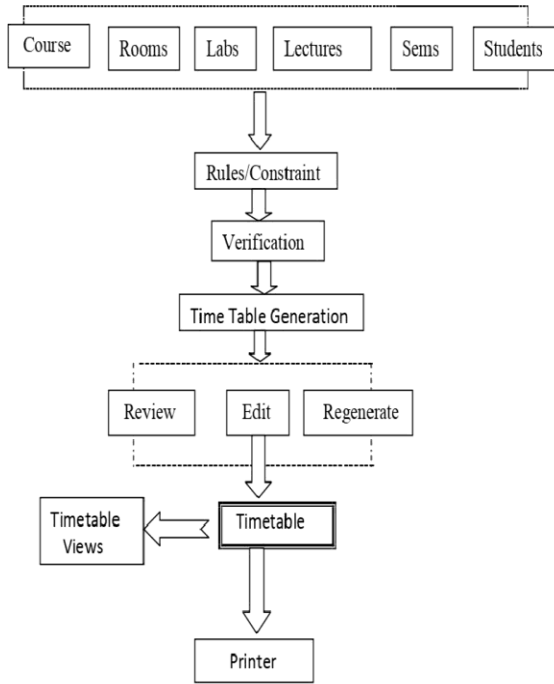 Course Rooms Labs Lectures Sems Students
Rules/Constraint
Verification
Time Table Generation
Review Edit Regenerate
Timetable
Views
Timetable
Printer